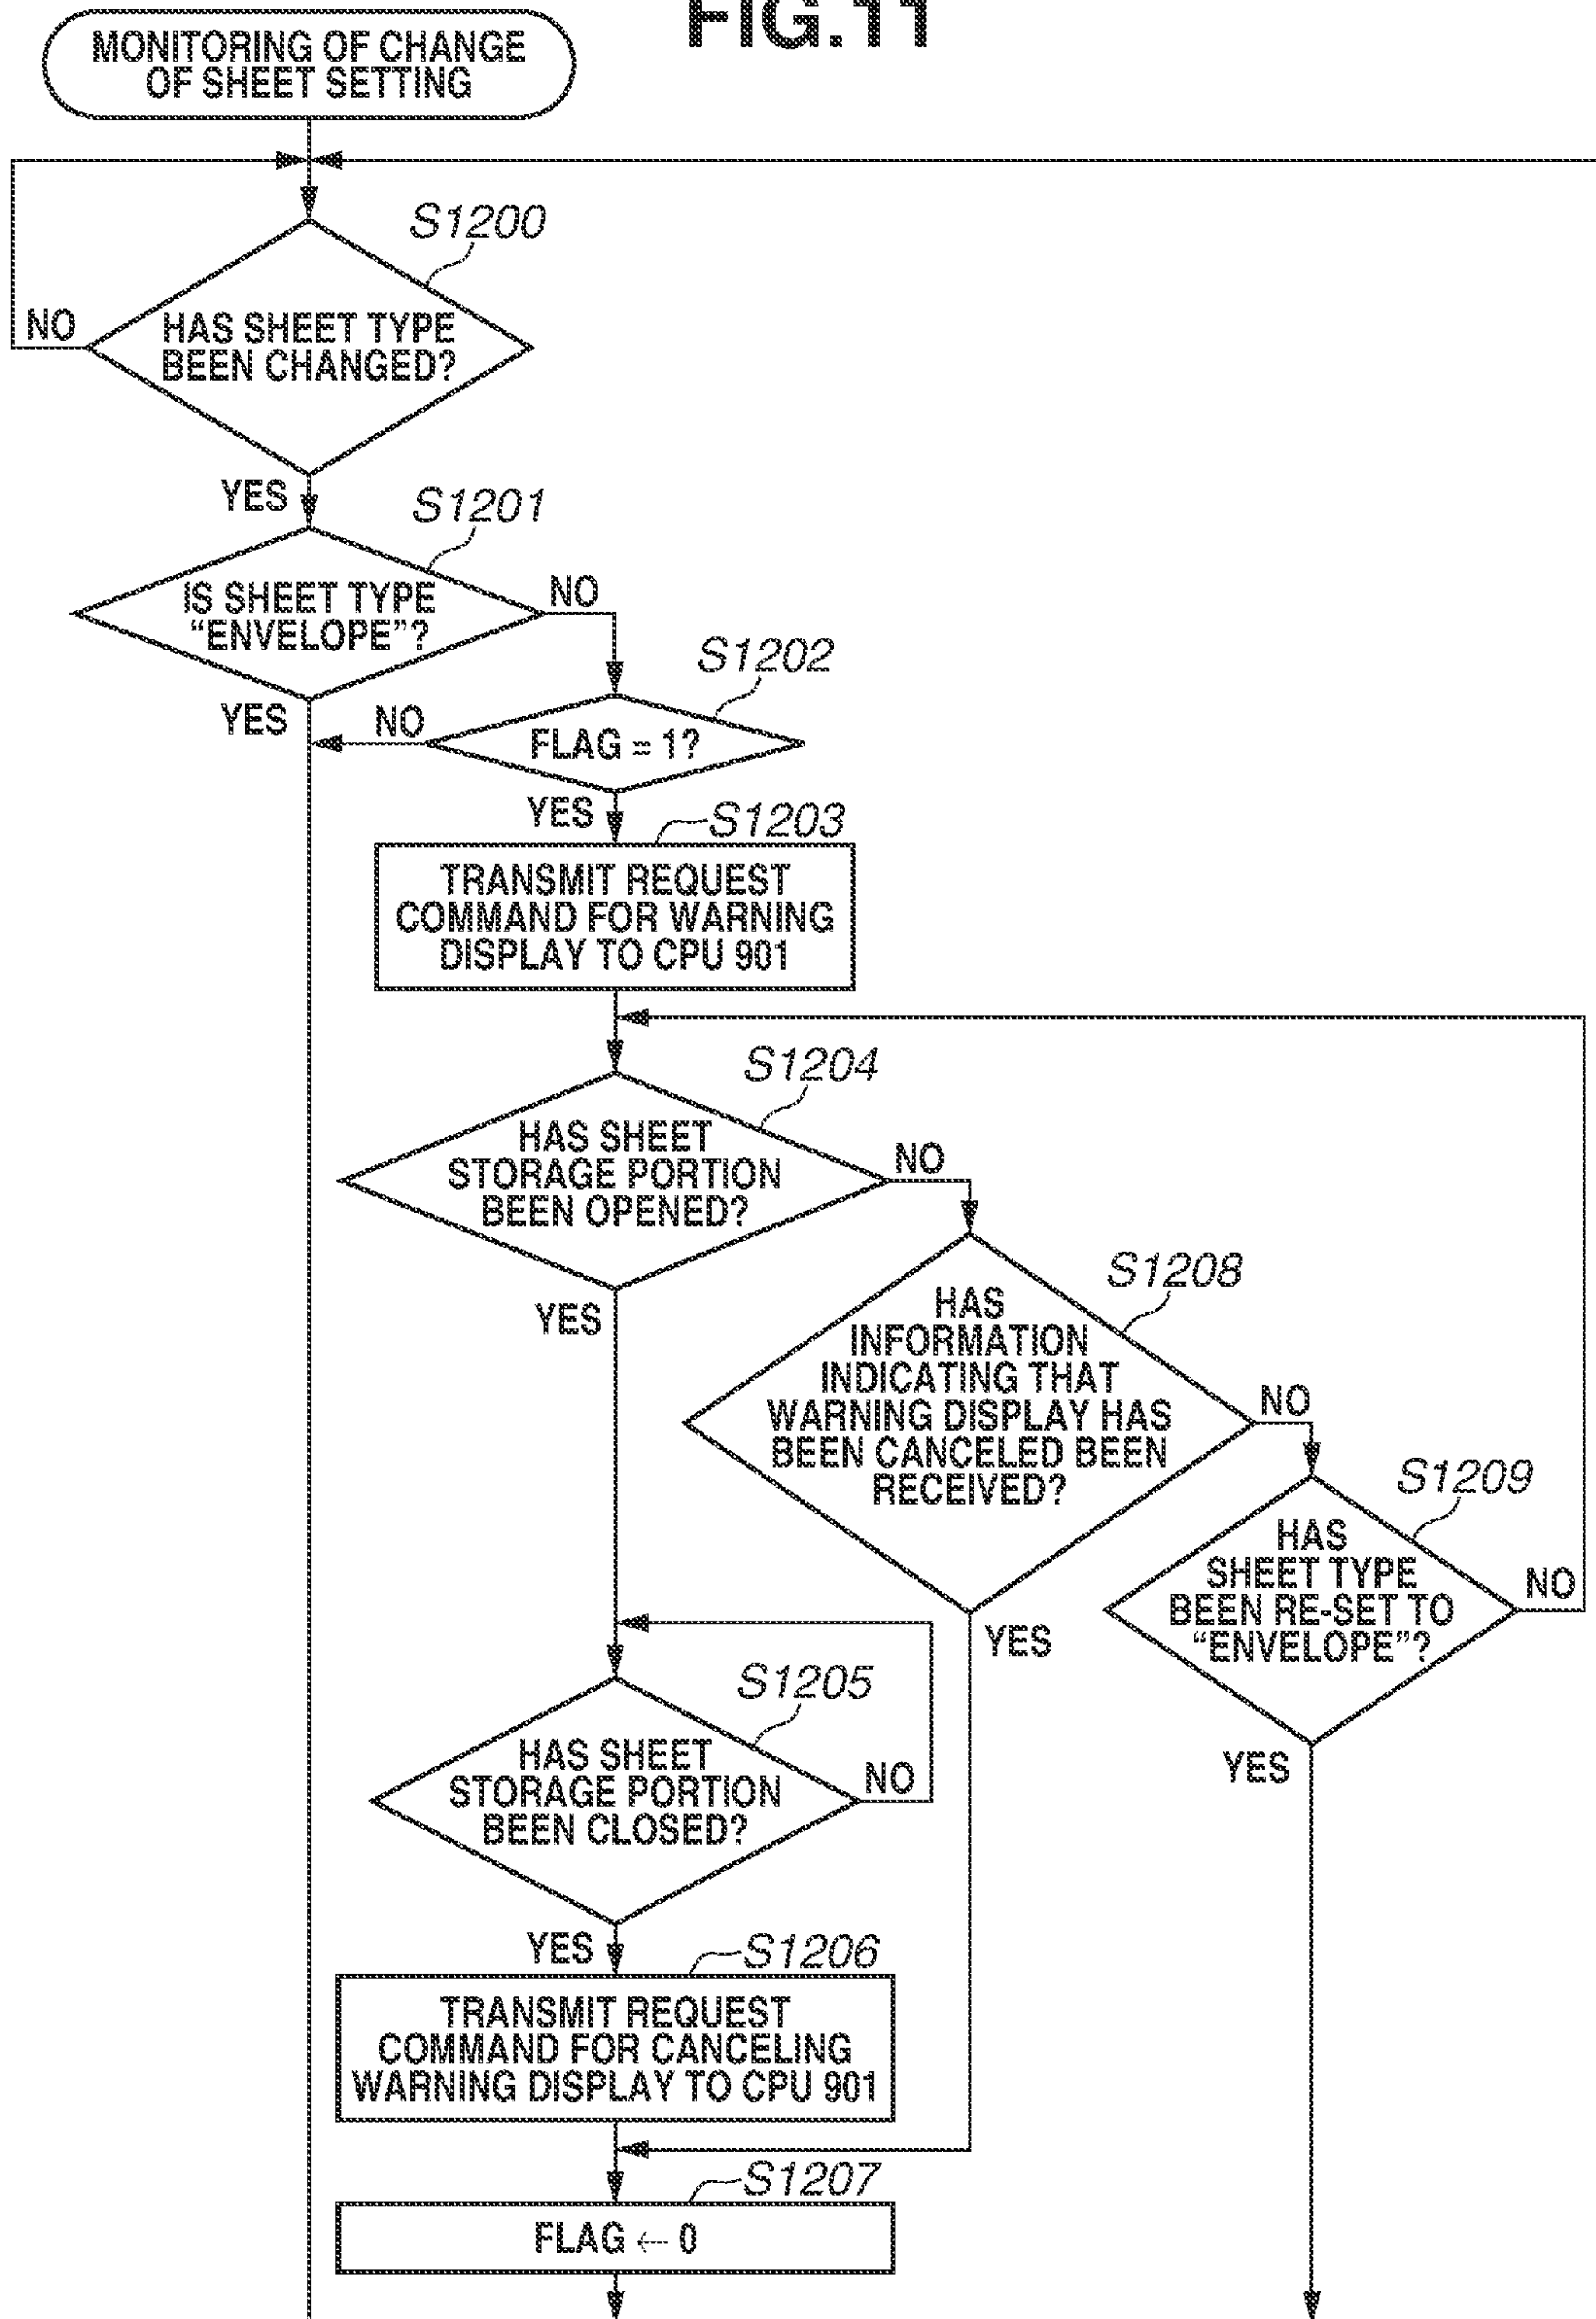 FIG.11
MONITORING OF CHANGE
OF SHEET SETTING
S1200
NO
HAS SHEET TYPE
BEEN CHANGED?
YES
S1201
IS SHEET TYPE
“ENVELOPE”?
NO
YES
S1202
NO
FLAG = 1?
YES
S1203
TRANSMIT REQUEST
COMMAND FOR WARNING
DISPLAY TO CPU 901
S1204
HAS SHEET
STORAGE PORTION
BEEN OPENED?
NO
YES
S1208
HAS
INFORMATION
INDICATING THAT
WARNING DISPLAY HAS
BEEN CANCELED BEEN
RECEIVED?
NO
YES
S1209
HAS
SHEET TYPE
BEEN RE-SET TO
“ENVELOPE”?
NO
YES
S1205
HAS SHEET
STORAGE PORTION
BEEN CLOSED?
NO
YES
S1206
TRANSMIT REQUEST
COMMAND FOR CANCELING
WARNING DISPLAY TO CPU 901
S1207
FLAG ← 0